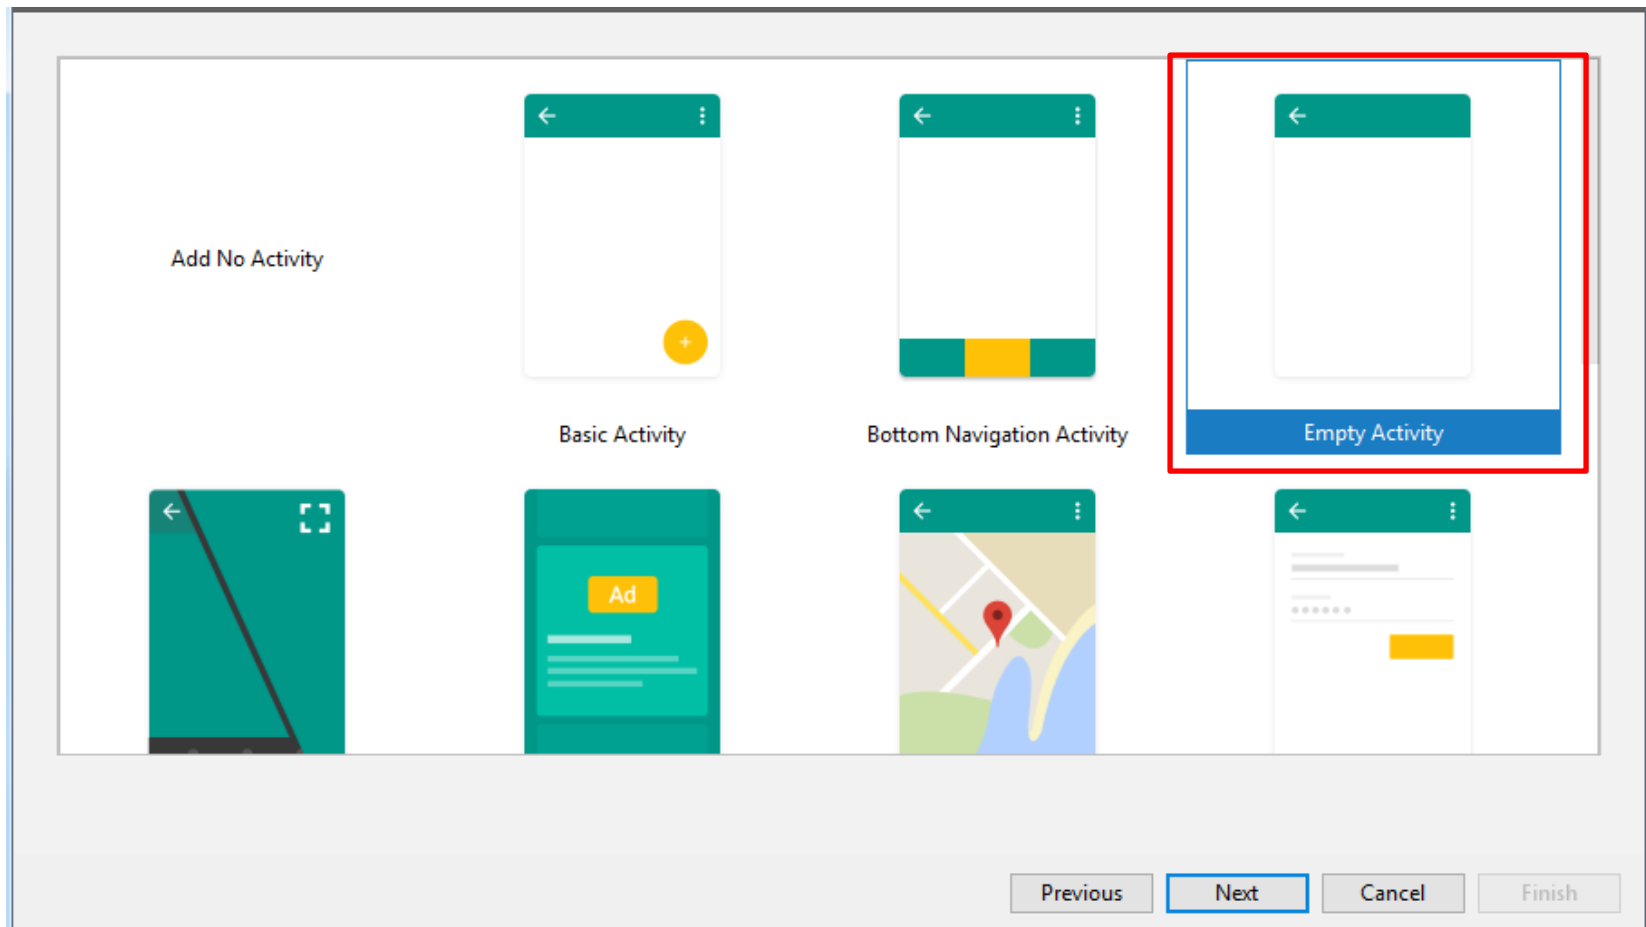 Add No Activity
Basic Activity
Bottom Navigation Activity
Empty Activity
Ad
Previous
Next
Cancel
Finish